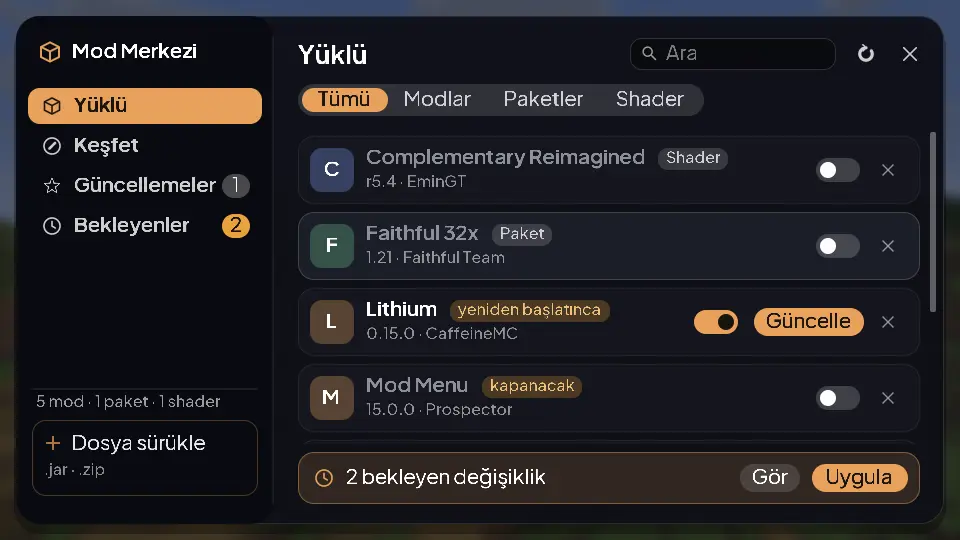 Mod Merkezi
Yüklü
Keşfet
Güncellemeler 1
Bekleyenler 2
5 mod · 1 paket · 1 shader
+ Dosya sürükle
.jar · .zip
Yüklü
Ara
Tümü Modlar Paketler Shader
C
Complementary Reimagined Shader
r5.4 · EminGT
F
Faithful 32x Paket
1.21 · Faithful Team
L
Lithium yeniden başlatınca
0.15.0 · CaffeineMC
Güncelle
M
Mod Menu kapanacak
15.0.0 · Prospector
2 bekleyen değişiklik
Gör Uygula